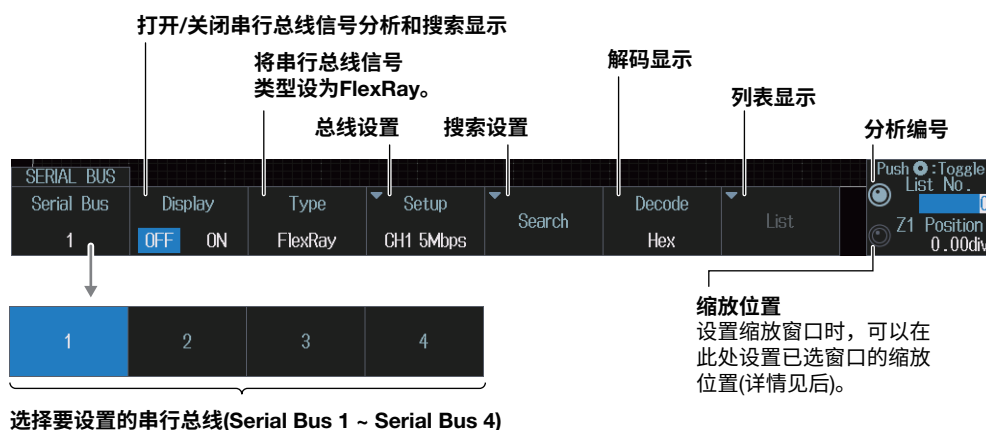 打开/关闭串行总线信号分析和搜索显示
将串行总线信号
类型设为FlexRay。
解码显示
列表显示
总线设置
搜索设置
分析编号
SERIAL BUS
Serial Bus
1
Display
OFF ON
Type
FlexRay
Setup
CH1 5Mbps
Search
Decode
Hex
List
Push :Toggle
List No.
0
Z1 Position
0.00div
1
2
3
4
缩放位置
设置缩放窗口时，可以在
此处设置已选窗口的缩放
位置(详情见后)。
选择要设置的串行总线(Serial Bus 1 ~ Serial Bus 4)